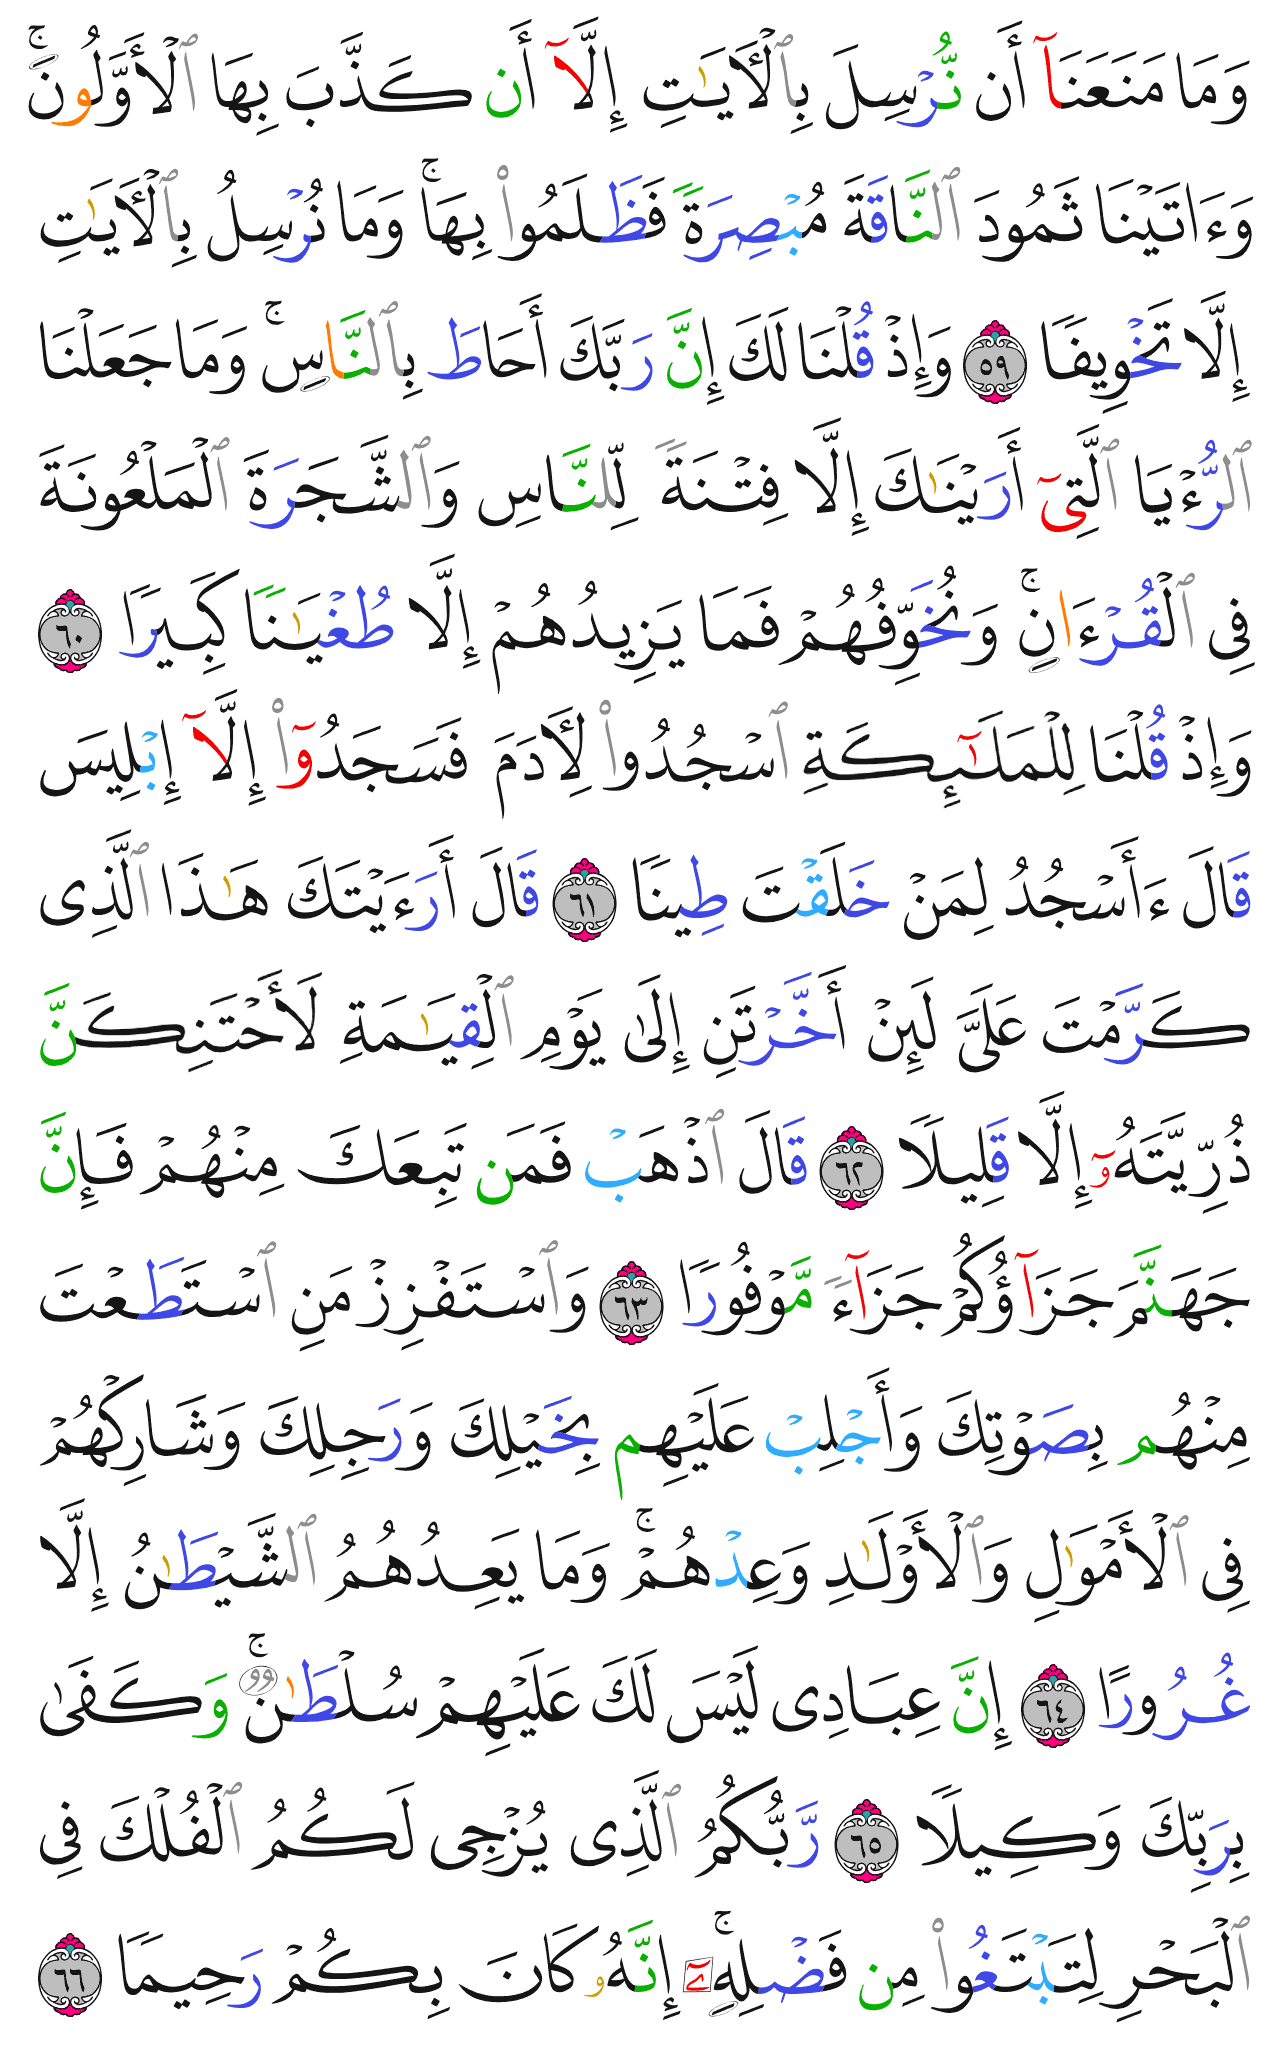 وَمَا مَنَعَنَآ أَن نُّرْسِلَ بِٱلْأَيَـٰتِ إِلَّآ أَن كَذَّبَ بِهَا ٱلْأَوَّلُونَ ۚ
وَءَاتَيْنَا ثَمُودَ ٱلنَّاقَةَ مُبْصِرَةً فَظَلَمُوا۟ بِهَا ۚ وَمَا نُرْسِلُ بِٱلْأَيَـٰتِ
إِلَّا تَخْوِيفًا ٥٩ وَإِذْ قُلْنَا لَكَ إِنَّ رَبَّكَ أَحَاطَ بِٱلنَّاسِ ۚ وَمَا جَعَلْنَا
ٱلرُّءْيَا ٱلَّتِىٓ أَرَيْنَـٰكَ إِلَّا فِتْنَةً لِّلنَّاسِ وَٱلشَّجَرَةَ ٱلْمَلْعُونَةَ
فِى ٱلْقُرْءَانِ ۚ وَنُخَوِّفُهُمْ فَمَا يَزِيدُهُمْ إِلَّا طُغْيَـٰنًا كَبِيرًا ٦٠
وَإِذْ قُلْنَا لِلْمَلَـٰٓئِكَةِ ٱسْجُدُوا۟ لِأَدَمَ فَسَجَدُوٓا۟ إِلَّآ إِبْلِيسَ
قَالَ ءَأَسْجُدُ لِمَنْ خَلَقْتَ طِينًا ٦١ قَالَ أَرَءَيْتَكَ هَـٰذَا ٱلَّذِى
كَرَّمْتَ عَلَىَّ لَئِنْ أَخَّرْتَنِ إِلَىٰ يَوْمِ ٱلْقِيَـٰمَةِ لَأَحْتَنِكَنَّ
ذُرِّيَّتَهُۥٓ إِلَّا قَلِيلًا ٦٢ قَالَ ٱذْهَبْ فَمَن تَبِعَكَ مِنْهُمْ فَإِنَّ
جَهَنَّمَ جَزَآؤُكُمْ جَزَآءً مَّوْفُورًا ٦٣ وَٱسْتَفْزِزْ مَنِ ٱسْتَطَعْتَ
مِنْهُم بِصَوْتِكَ وَأَجْلِبْ عَلَيْهِم بِخَيْلِكَ وَرَجِلِكَ وَشَارِكْهُمْ
فِى ٱلْأَمْوَٰلِ وَٱلْأَوْلَـٰدِ وَعِدْهُمْ ۚ وَمَا يَعِدُهُمُ ٱلشَّيْطَـٰنُ إِلَّا
غُرُورًا ٦٤ إِنَّ عِبَادِى لَيْسَ لَكَ عَلَيْهِمْ سُلْطَـٰنٌ ۚ وَكَفَىٰ
بِرَبِّكَ وَكِيلًا ٦٥ رَّبُّكُمُ ٱلَّذِى يُزْجِى لَكُمُ ٱلْفُلْكَ فِى
ٱلْبَحْرِ لِتَبْتَغُوا۟ مِن فَضْلِهِۦٓ ۚ إِنَّهُۥ كَانَ بِكُمْ رَحِيمًا ٦٦